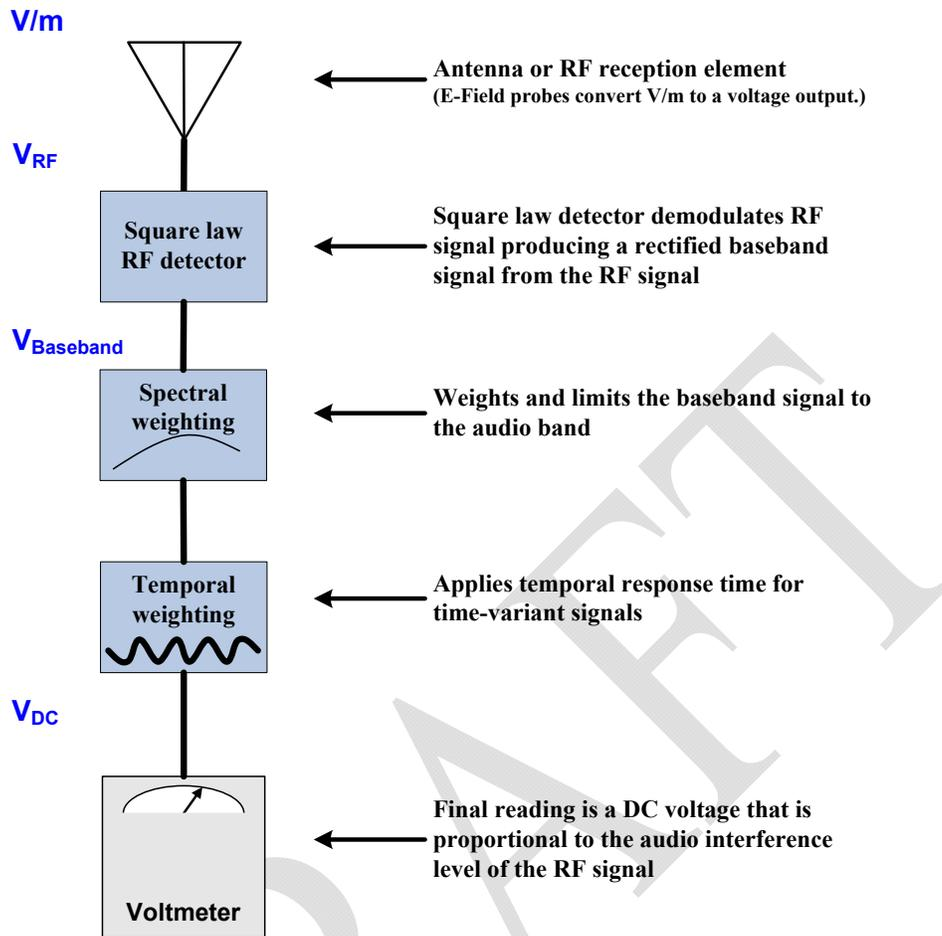 V/m
Antenna or RF reception element
(E-Field probes convert V/m to a voltage output.)
VRF
Square law
RF detector
Square law detector demodulates RF
signal producing a rectified baseband
signal from the RF signal
VBaseband
Spectral
weighting
Weights and limits the baseband signal to
the audio band
Temporal
weighting
Applies temporal response time for
time-variant signals
VDC
Final reading is a DC voltage that is
proportional to the audio interference
level of the RF signal
Voltmeter
DRAFT